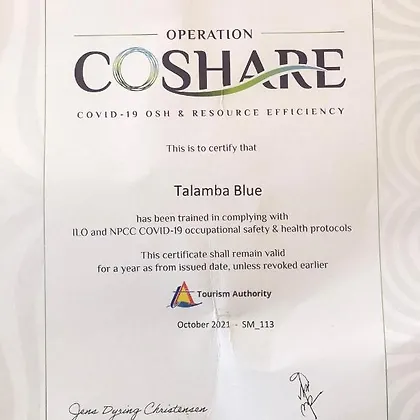 OPERATION
COSHARE
COVID-19 OSH & RESOURCE EFFICIENCY
This is to certify that
Talamba Blue
has been trained in complying with
ILO and NPCC COVID-19 occupational safety & health protocols
This certificate shall remain valid
for a year as from issued date, unless revoked earlier
Tourism Authority
October 2021 - SM_113
Jens Dyring Christensen